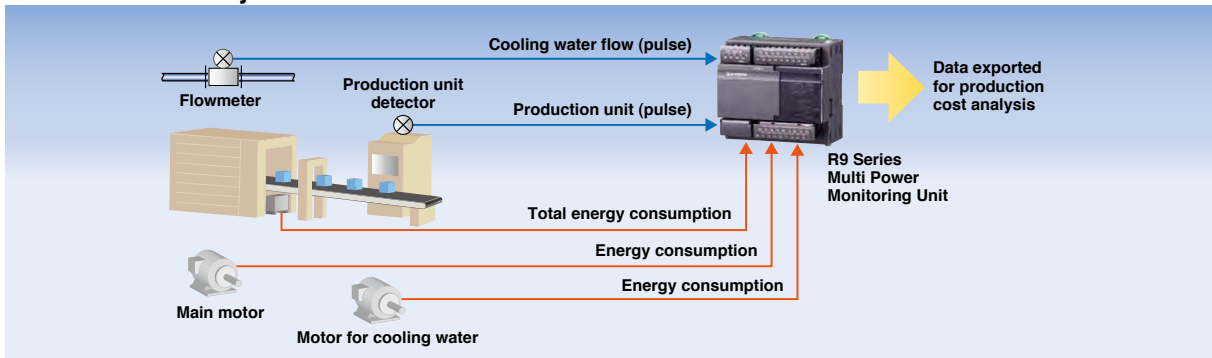 Cooling water flow (pulse)
Flowmeter
Production unit
detector
Production unit (pulse)
Data exported
for production
cost analysis
R9 Series
Multi Power
Monitoring Unit
Total energy consumption
Energy consumption
Energy consumption
Main motor
Motor for cooling water